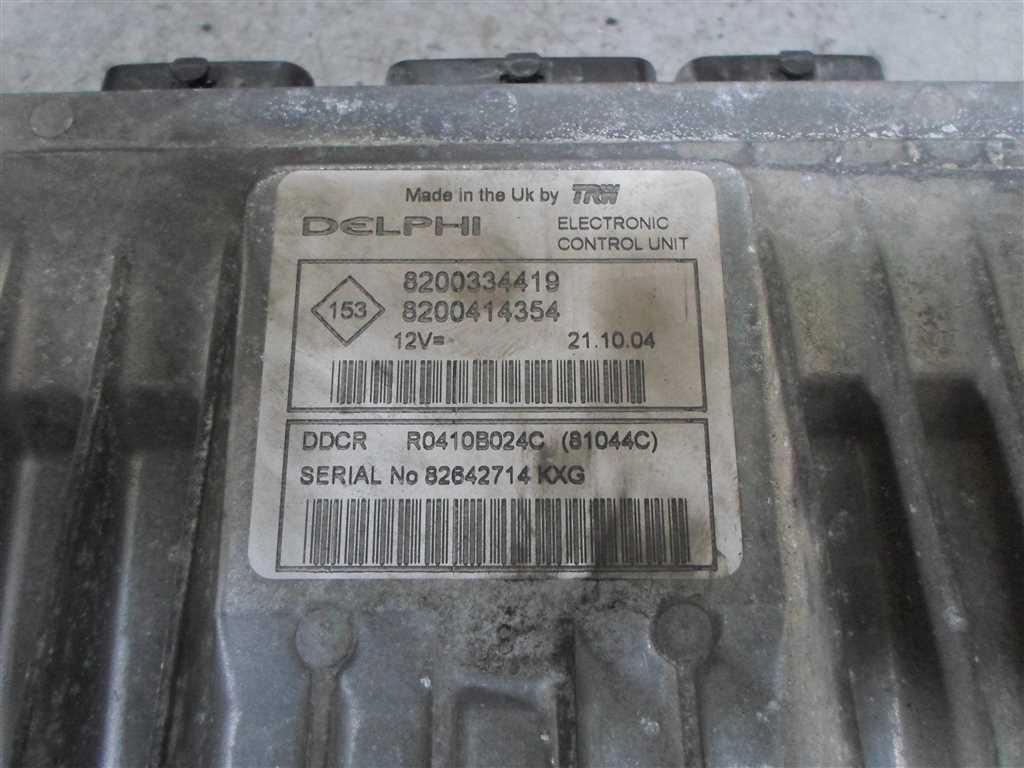 Made in the Uk by TRW
DELPHI ELECTRONIC
CONTROL UNIT
8200334419
153
8200414354
12V= 21.10.04
DDCR R0410B024C (81044C)
SERIAL No 82642714 KXG